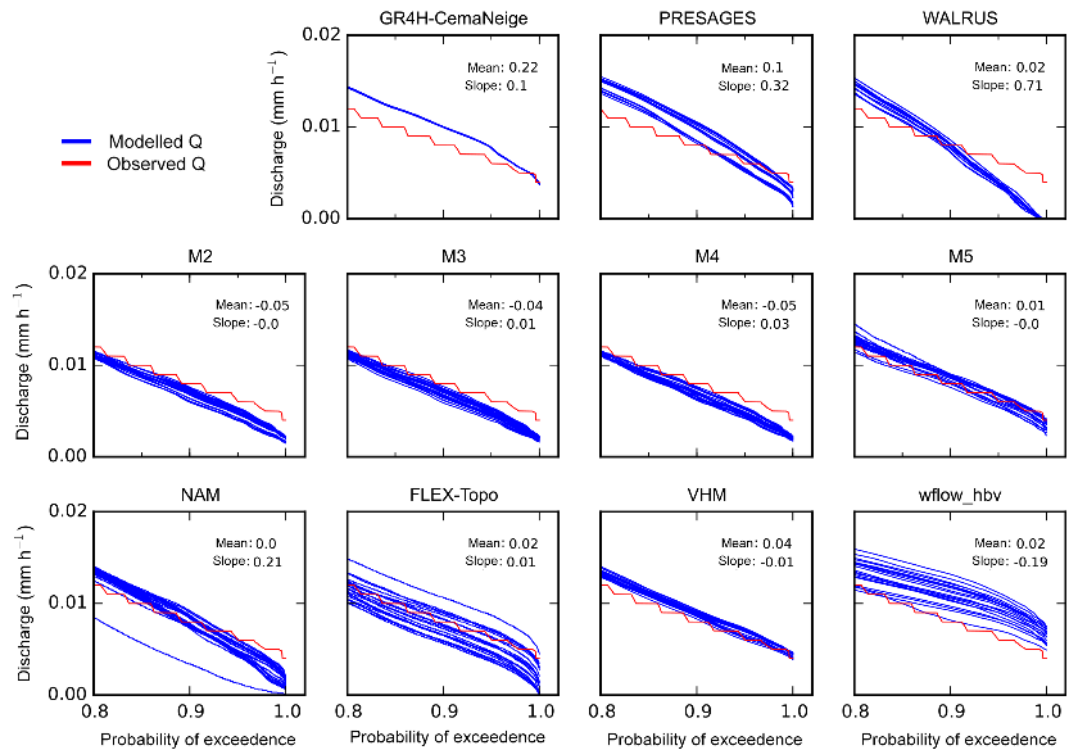 GR4H-CemaNeige
PRESAGES
WALRUS
Modelled Q
Observed Q
Discharge (mm h⁻¹)
0.02
0.01
0.00
Mean: 0.22
Slope: 0.1
Mean: 0.1
Slope: 0.32
Mean: 0.02
Slope: 0.71
M2
M3
M4
M5
Discharge (mm h⁻¹)
0.02
0.01
0.00
Mean: -0.05
Slope: -0.0
Mean: -0.04
Slope: 0.01
Mean: -0.05
Slope: 0.03
Mean: 0.01
Slope: -0.0
NAM
FLEX-Topo
VHM
wflow_hbv
Discharge (mm h⁻¹)
0.02
0.01
0.00
Mean: 0.0
Slope: 0.21
Mean: 0.02
Slope: 0.01
Mean: 0.04
Slope: -0.01
Mean: 0.02
Slope: -0.19
0.8 0.9 1.0
0.8 0.9 1.0
0.8 0.9 1.0
0.8 0.9 1.0
Probability of exceedence
Probability of exceedence
Probability of exceedence
Probability of exceedence